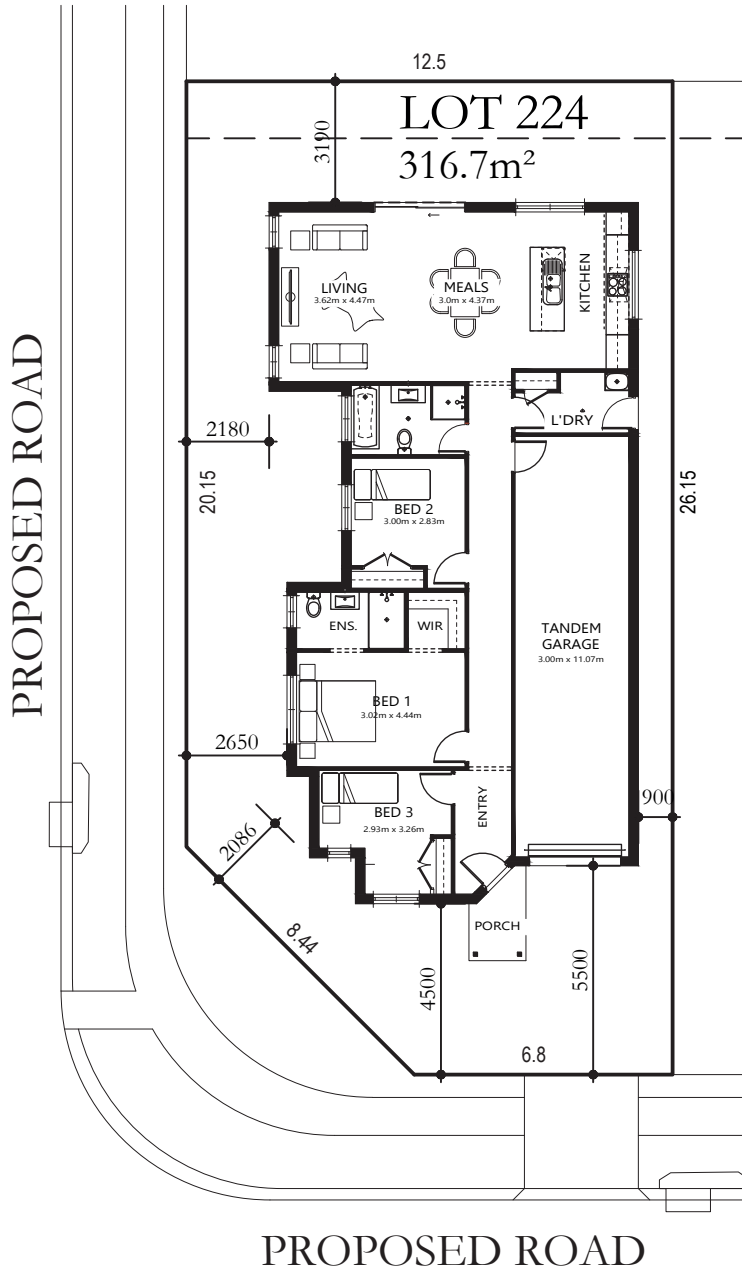 12.5
LOT 224
316.7m²
3190
KITCHEN
LIVING
3.62m x 4.47m
MEALS
3.0m x 4.37m
PROPOSED ROAD
L'DRY
2180
20.15
26.15
BED 2
3.00m x 2.83m
ENS.
WIR
TANDEM
GARAGE
3.00m x 11.07m
BED 1
3.02m x 4.44m
2650
900
BED 3
2.93m x 3.26m
ENTRY
2086
8.44
PORCH
4500
5500
6.8
PROPOSED ROAD